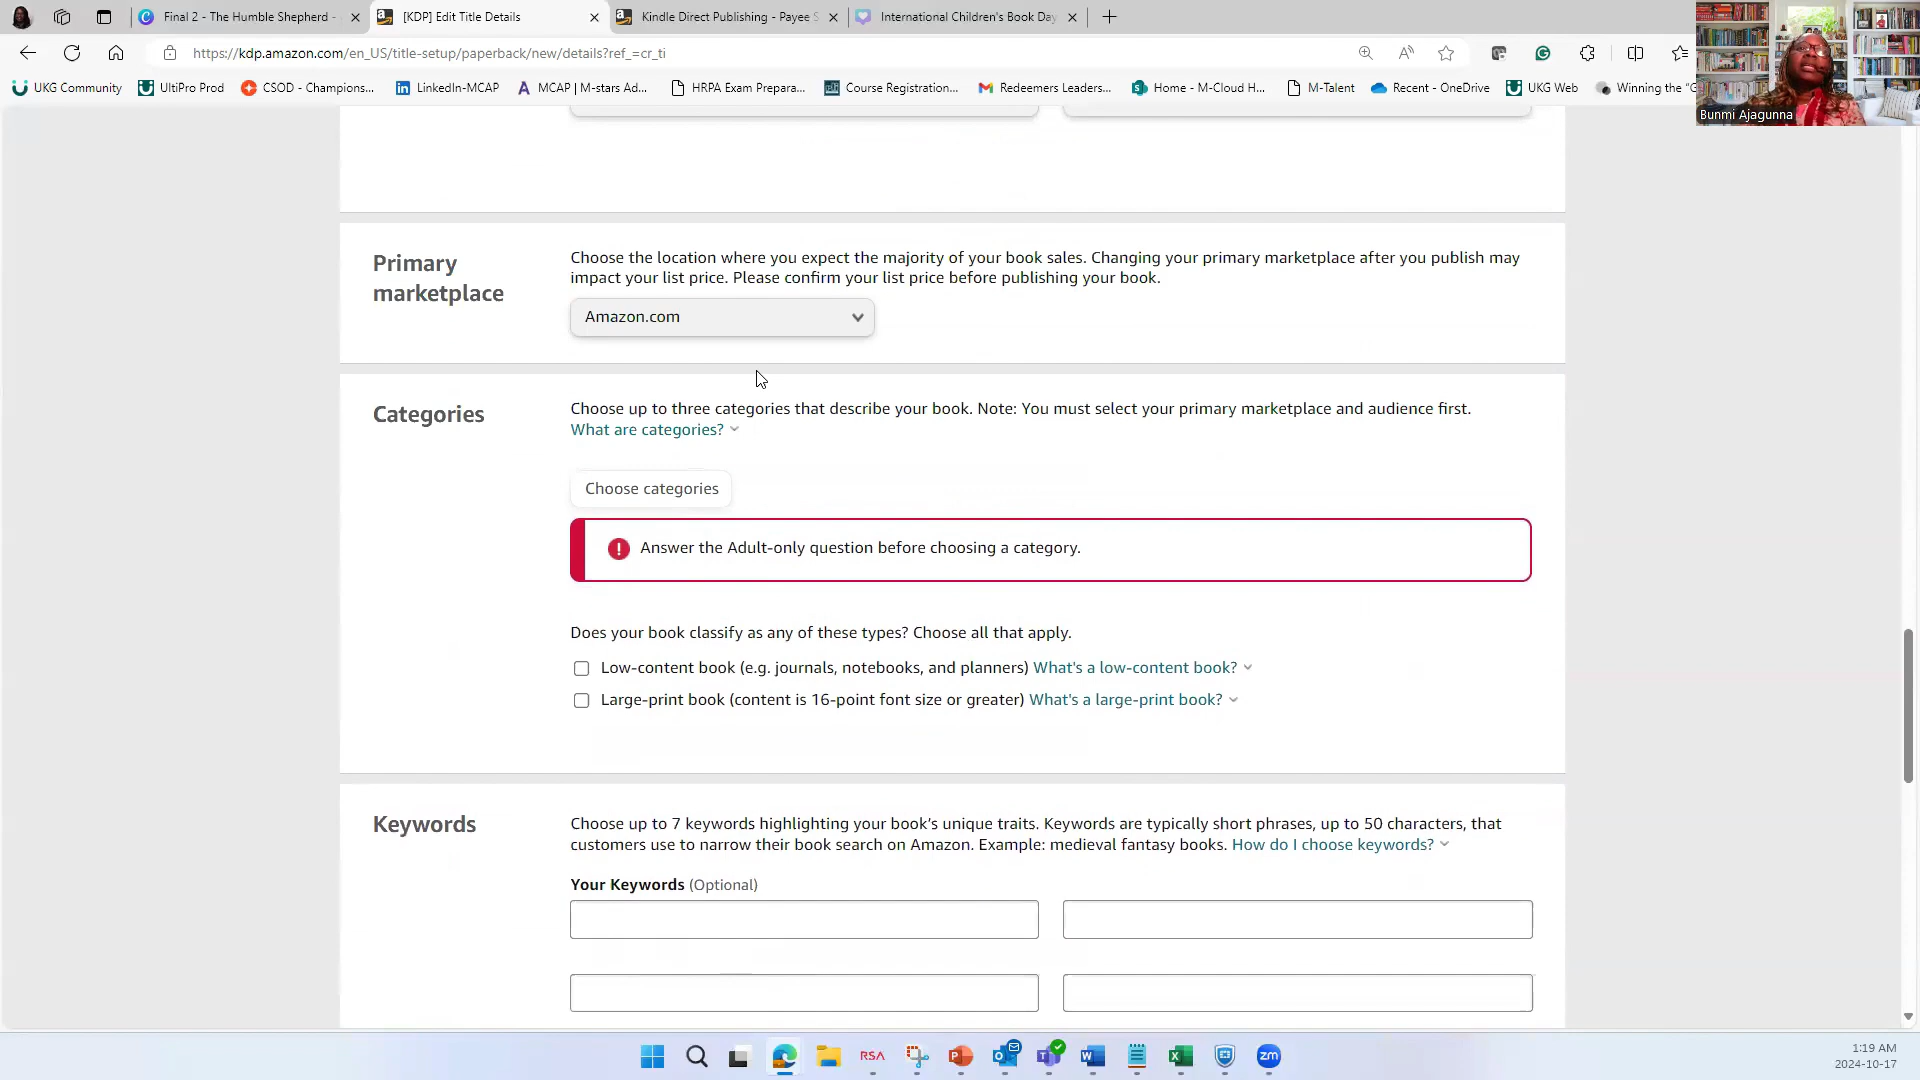 Final 2 - The Humble Shepherd -
[KDP] Edit Title Details
Kindle Direct Publishing - Payee S
International Children's Book Day
https://kdp.amazon.com/en_US/title-setup/paperback/new/details?ref_=cr_ti
UKG Community
UltiPro Prod
CSOD - Champions...
LinkedIn-MCAP
MCAP | M-stars Ad...
HRPA Exam Prepara...
Course Registration...
Redeemers Leaders...
Home - M-Cloud H...
M-Talent
Recent - OneDrive
UKG Web
Winning the "G
Bunmi Ajagunna
Primary
marketplace
Choose the location where you expect the majority of your book sales. Changing your primary marketplace after you publish may
impact your list price. Please confirm your list price before publishing your book.
Amazon.com
Categories
Choose up to three categories that describe your book. Note: You must select your primary marketplace and audience first.
What are categories?
Choose categories
Answer the Adult-only question before choosing a category.
Does your book classify as any of these types? Choose all that apply.
Low-content book (e.g. journals, notebooks, and planners) What's a low-content book?
Large-print book (content is 16-point font size or greater) What's a large-print book?
Keywords
Choose up to 7 keywords highlighting your book’s unique traits. Keywords are typically short phrases, up to 50 characters, that
customers use to narrow their book search on Amazon. Example: medieval fantasy books. How do I choose keywords?
Your Keywords (Optional)
RSA
zm
1:19 AM
2024-10-17